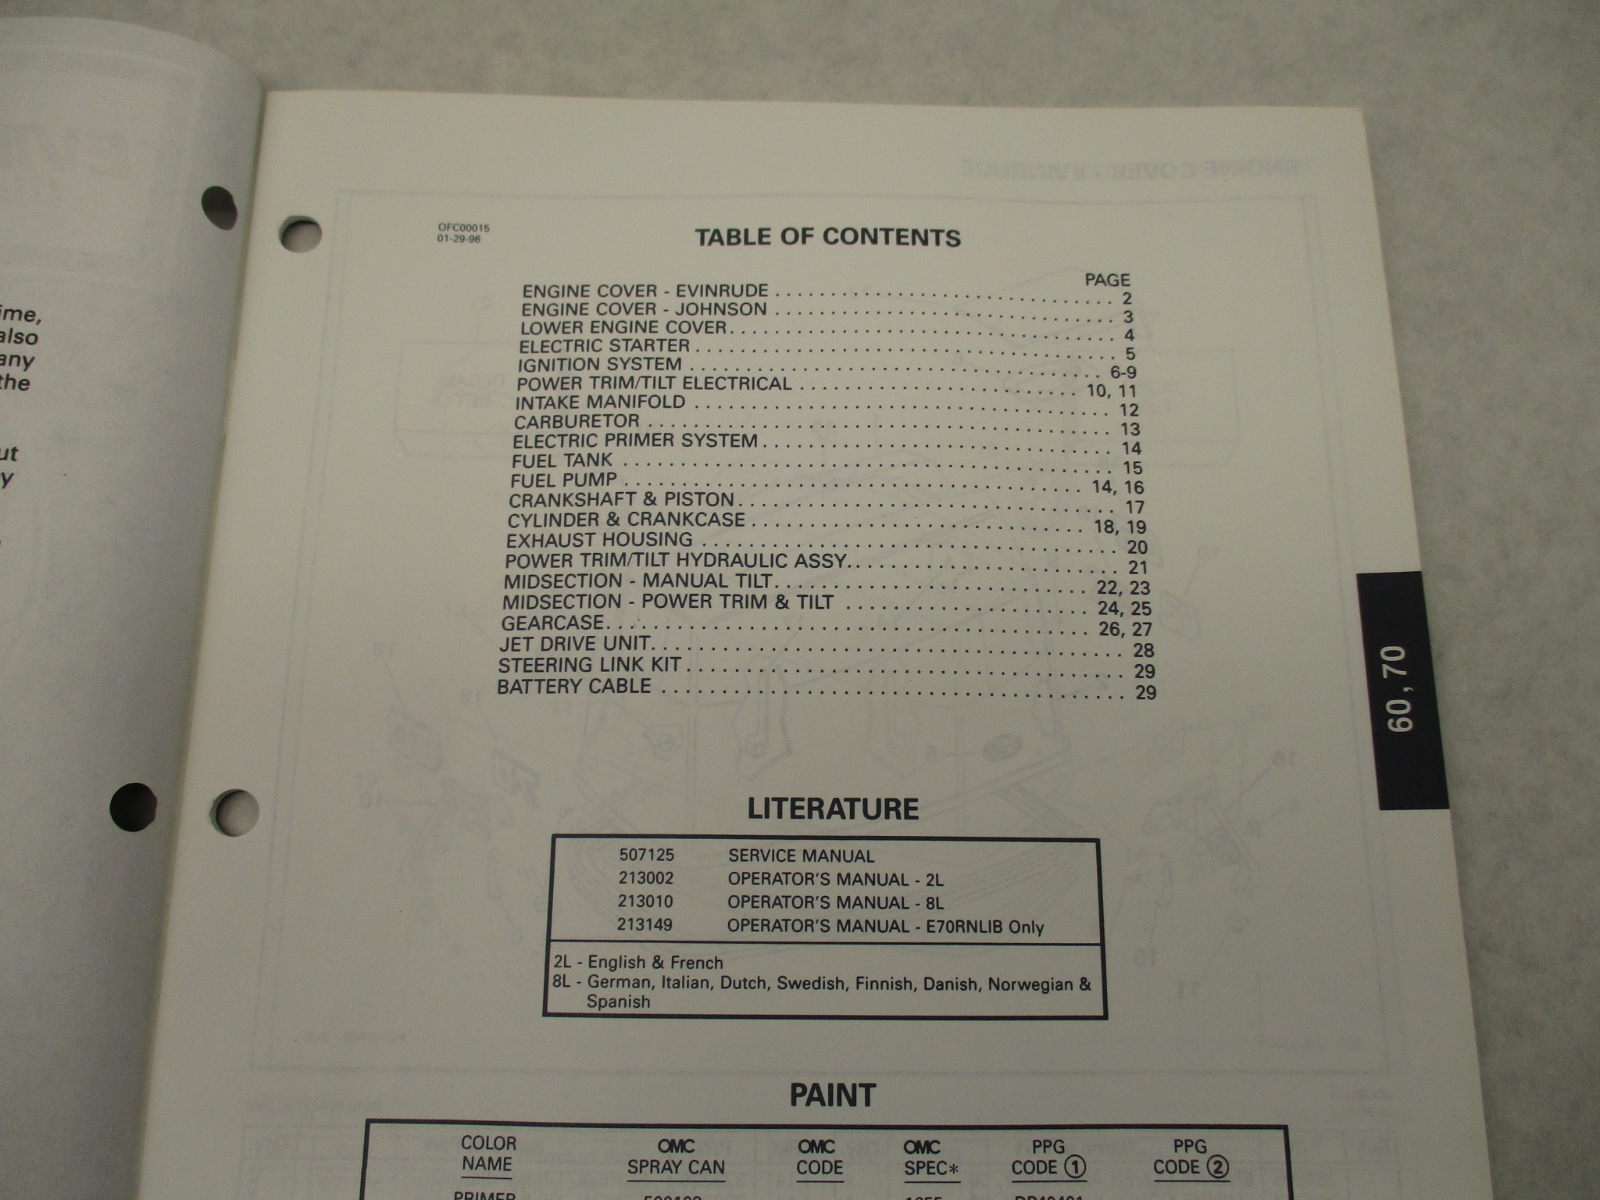 ime,
also
any
the
ut
y
OFC00015
01-29-96
TABLE OF CONTENTS
PAGE
ENGINE COVER - EVINRUDE . . . . . . . . . . 2
ENGINE COVER - JOHNSON . . . . . . . . . . 3
LOWER ENGINE COVER . . . . . . . . . . 4
ELECTRIC STARTER . . . . . . . . . . 5
IGNITION SYSTEM . . . . . . . . . . 6-9
POWER TRIM/TILT ELECTRICAL . . . . . . . . . . 10, 11
INTAKE MANIFOLD . . . . . . . . . . 12
CARBURETOR . . . . . . . . . . 13
ELECTRIC PRIMER SYSTEM . . . . . . . . . . 14
FUEL TANK . . . . . . . . . . 15
FUEL PUMP . . . . . . . . . . 14, 16
CRANKSHAFT & PISTON . . . . . . . . . . 17
CYLINDER & CRANKCASE . . . . . . . . . . 18, 19
EXHAUST HOUSING . . . . . . . . . . 20
POWER TRIM/TILT HYDRAULIC ASSY. . . . . . . . . . . 21
MIDSECTION - MANUAL TILT . . . . . . . . . . 22, 23
MIDSECTION - POWER TRIM & TILT . . . . . . . . . . 24, 25
GEARCASE . . . . . . . . . . 26, 27
JET DRIVE UNIT . . . . . . . . . . 28
STEERING LINK KIT . . . . . . . . . . 29
BATTERY CABLE . . . . . . . . . . 29
60, 70
LITERATURE
507125 SERVICE MANUAL
213002 OPERATOR'S MANUAL - 2L
213010 OPERATOR'S MANUAL - 8L
213149 OPERATOR'S MANUAL - E70RNLIB Only
2L - English & French
8L - German, Italian, Dutch, Swedish, Finnish, Danish, Norwegian &
Spanish
PAINT
COLOR OMC OMC OMC PPG PPG
NAME SPRAY CAN CODE SPEC* CODE ① CODE ②
PRIMER